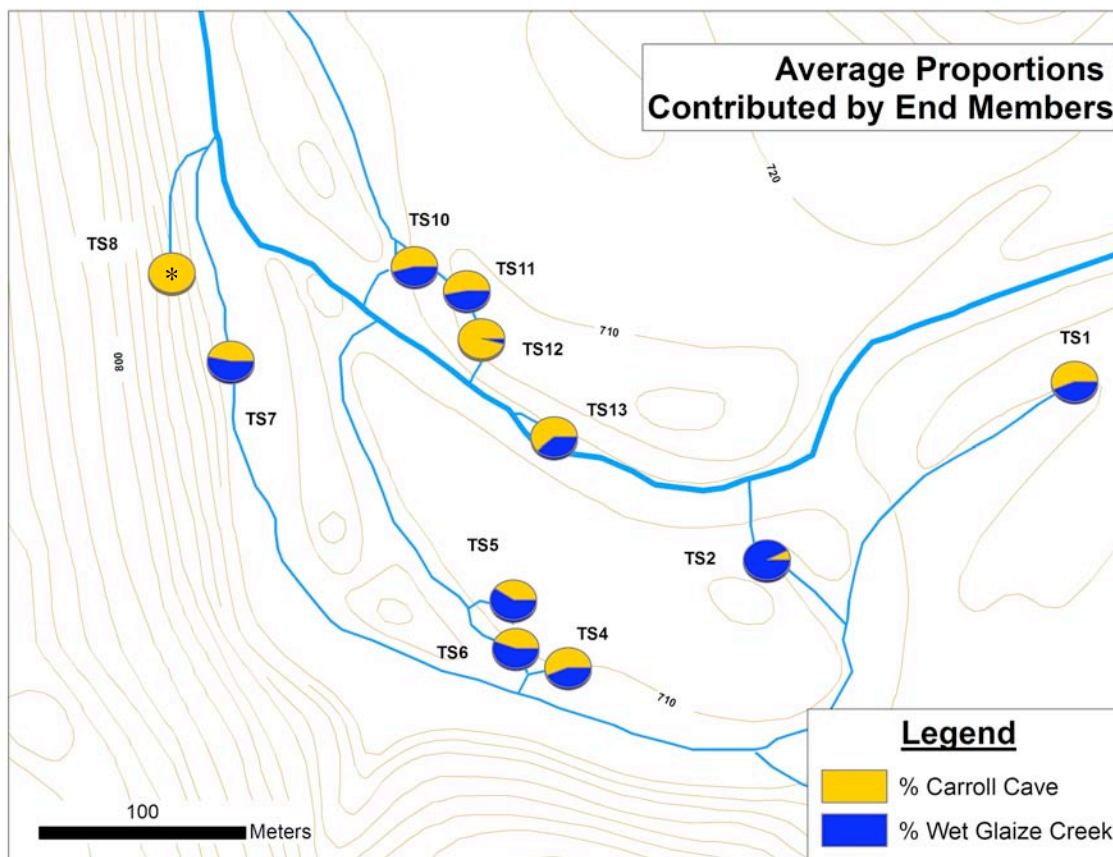 Average Proportions
Contributed by End Members
720
TS10
TS8
*
TS11
710
TS12
TS1
800
TS7
TS13
TS5
TS2
TS6
TS4
710
Legend
% Carroll Cave
% Wet Glaize Creek
100
Meters